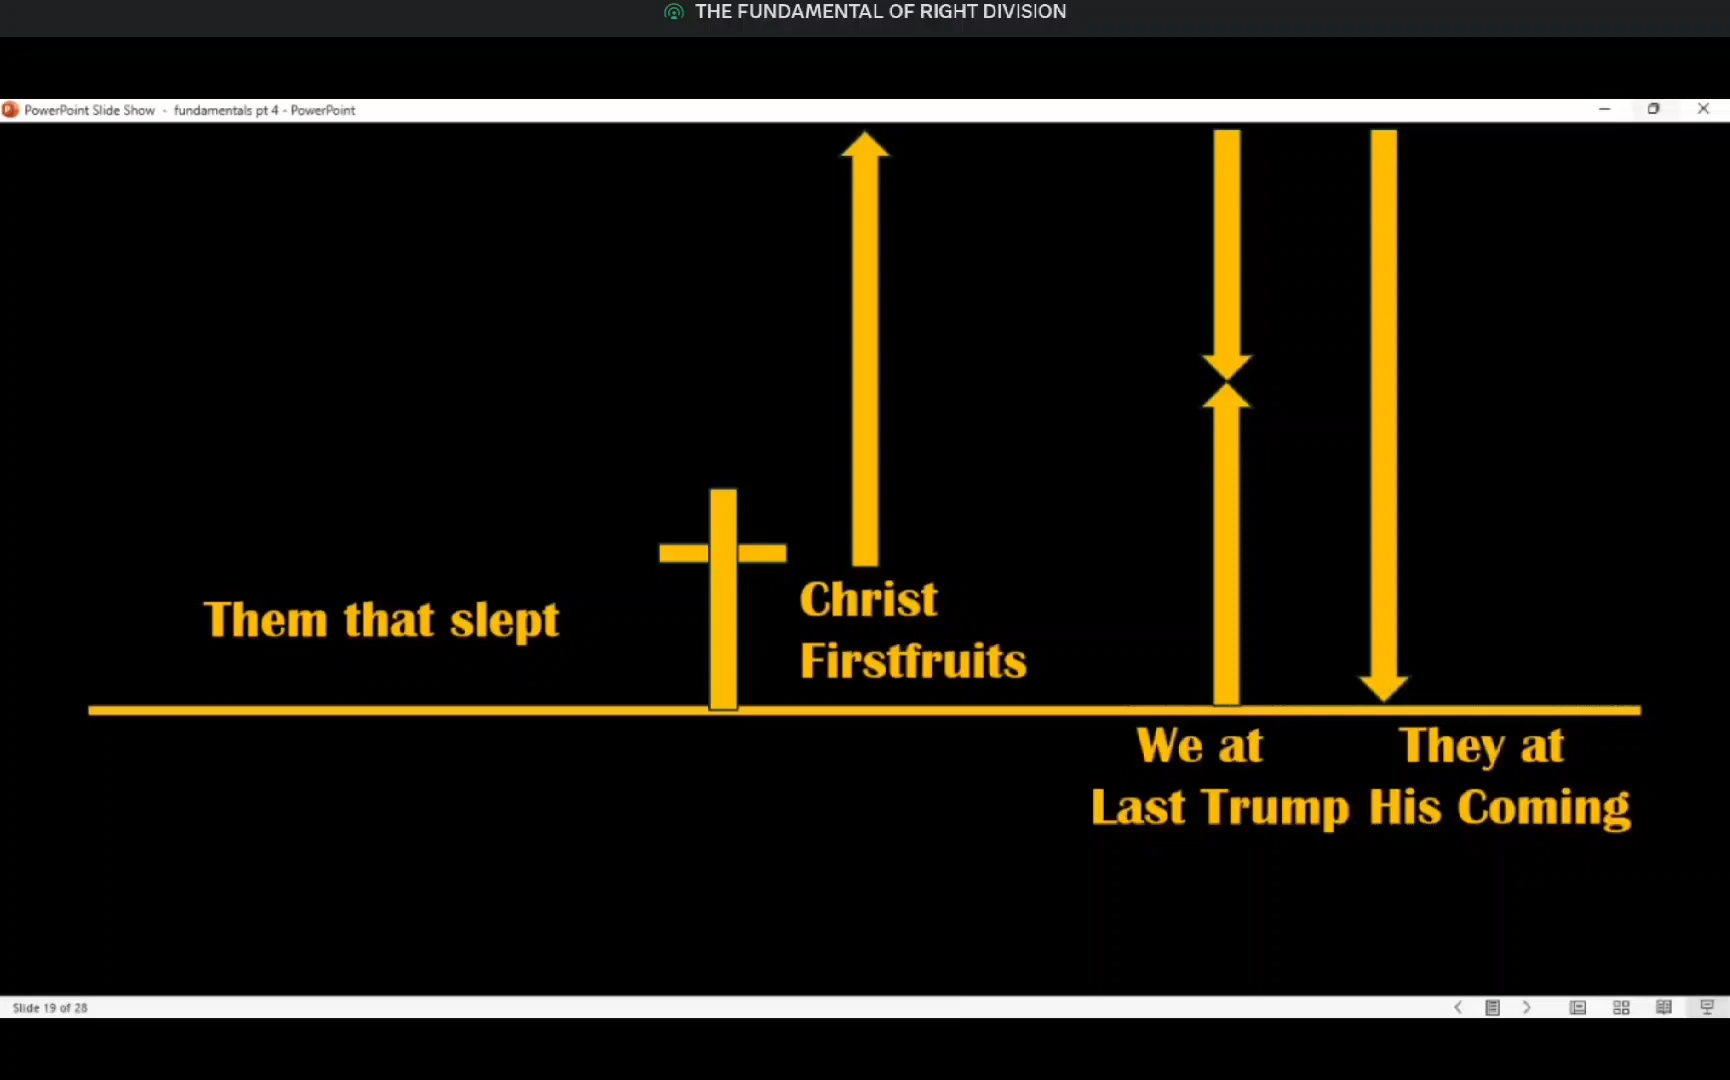 THE FUNDAMENTAL OF RIGHT DIVISION
PowerPoint Slide Show - fundamentals pt 4 - PowerPoint
Them that slept
Christ
Firstfruits
We at
Last Trump
They at
His Coming
Slide 19 of 28